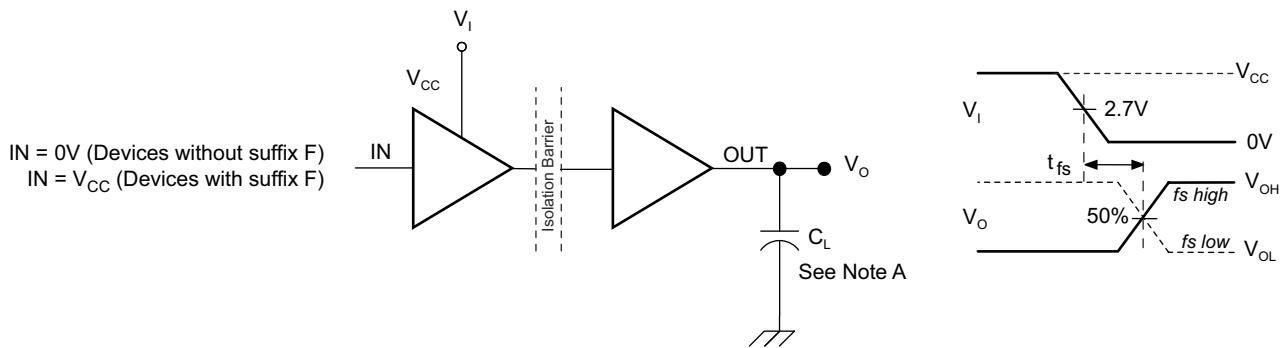 V_I
V_CC
IN = 0V (Devices without suffix F)
IN = V_CC (Devices with suffix F)
IN
Isolation Barrier
OUT
V_O
C_L
See Note A
V_CC
V_I
2.7V
0V
t_fs
V_OH
fs high
V_O
50%
fs low
V_OL